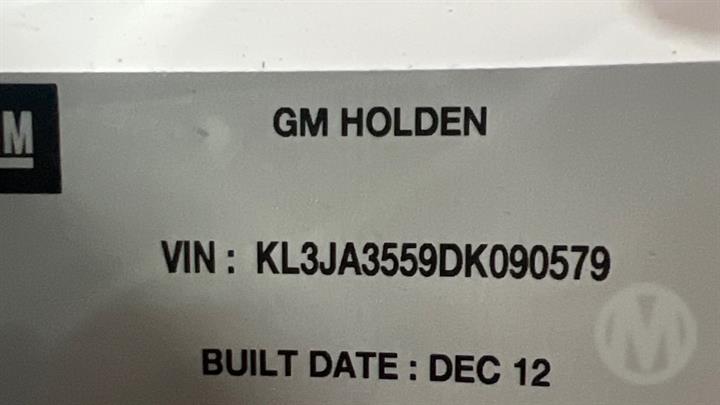 GM HOLDEN
M
VIN : KL3JA3559DK090579
M
BUILT DATE : DEC 12